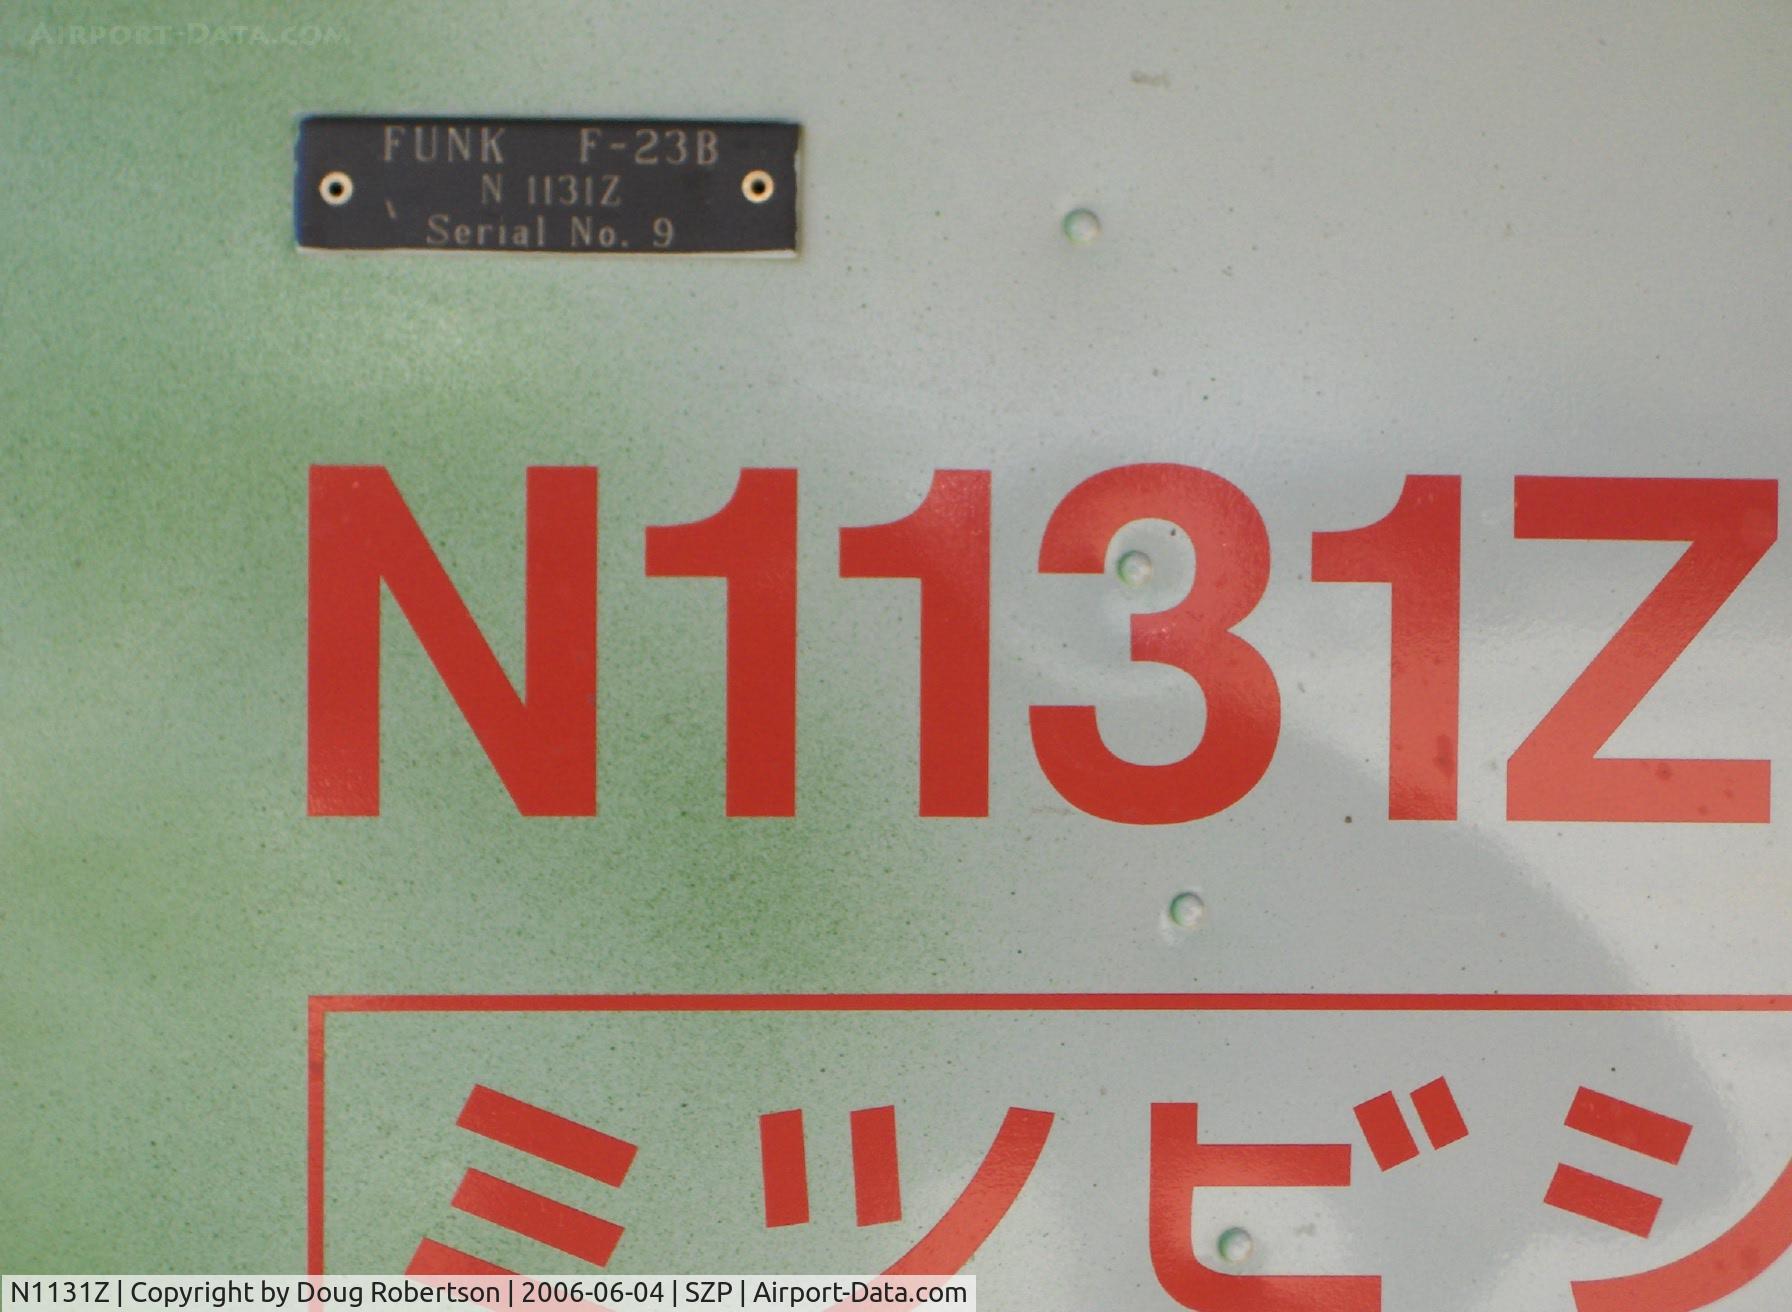 AIRPORT-DATA.COM
FUNK F-23B
N 1131Z
Serial No. 9
N1131Z
ミツビシ
N1131Z | Copyright by Doug Robertson | 2006-06-04 | SZP | Airport-Data.com